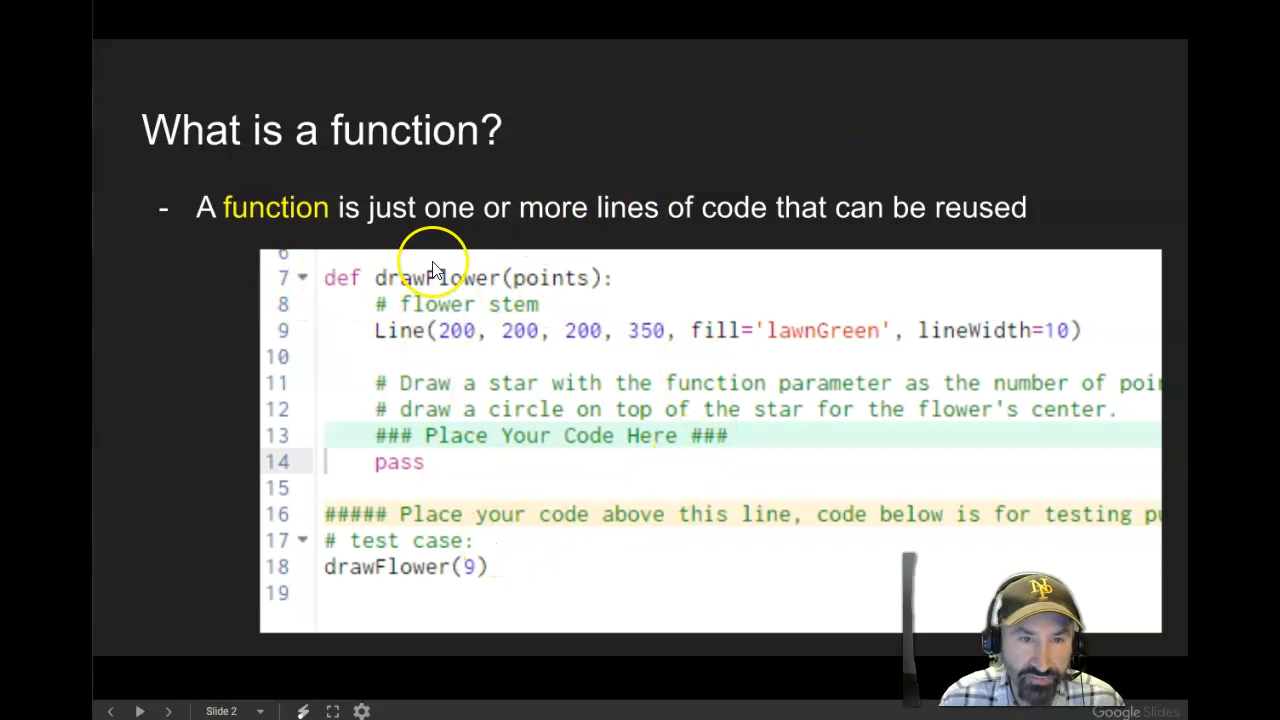 What is a function?
- A function is just one or more lines of code that can be reused
6
7 def drawFlower(points):
8 # flower stem
9 Line(200, 200, 200, 350, fill='lawnGreen', lineWidth=10)
10
11 # Draw a star with the function parameter as the number of
12 # draw a circle on top of the star for the flower's center.
13 ### Place Your Code Here ###
14 pass
15
16 ##### Place your code above this line, code below is for testing
17 # test case:
18 drawFlower(9)
19
Slide 2
Google Slides